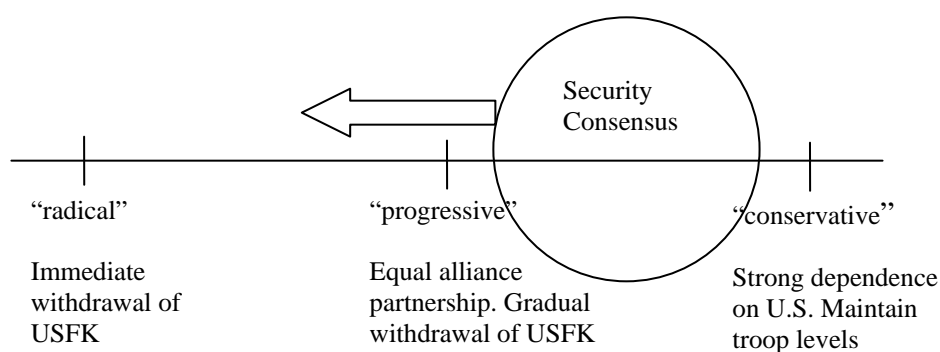 Security
Consensus
“radical”
Immediate
withdrawal of
USFK
“progressive”
Equal alliance
partnership. Gradual
withdrawal of USFK
“conservative”
Strong dependence
on U.S. Maintain
troop levels